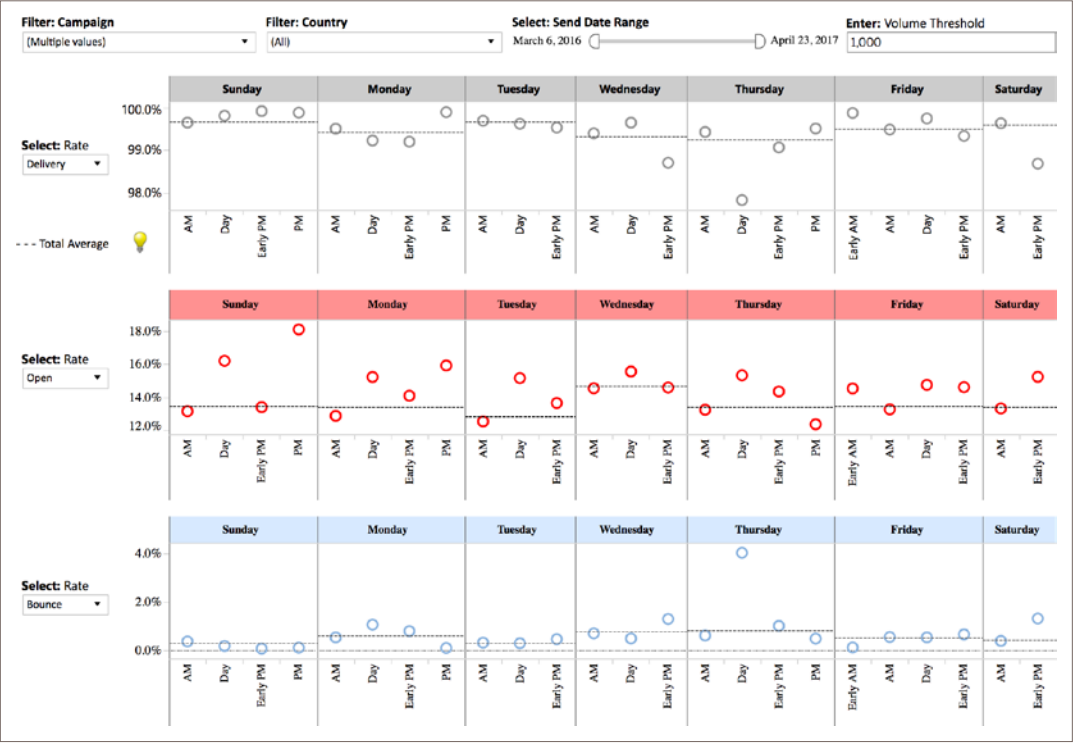 Filter: Campaign
Filter: Country
Select: Send Date Range
Enter: Volume Threshold
(Multiple values)
(All)
March 6, 2016
April 23, 2017
1,000
Sunday Monday Tuesday Wednesday Thursday Friday Saturday
100.0%
99.0%
98.0%
Select: Rate
Delivery
--- Total Average
AM Day Early PM PM AM Day Early PM PM AM Day Early PM AM Day Early PM AM Day Early PM PM Early AM AM Day Early PM AM Early PM
Sunday Monday Tuesday Wednesday Thursday Friday Saturday
18.0%
16.0%
14.0%
12.0%
Select: Rate
Open
AM Day Early PM PM AM Day Early PM PM AM Day Early PM AM Day Early PM AM Day Early PM PM Early AM AM Day Early PM AM Early PM
Sunday Monday Tuesday Wednesday Thursday Friday Saturday
4.0%
2.0%
0.0%
Select: Rate
Bounce
AM Day Early PM PM AM Day Early PM PM AM Day Early PM AM Day Early PM AM Day Early PM PM Early AM AM Day Early PM AM Early PM